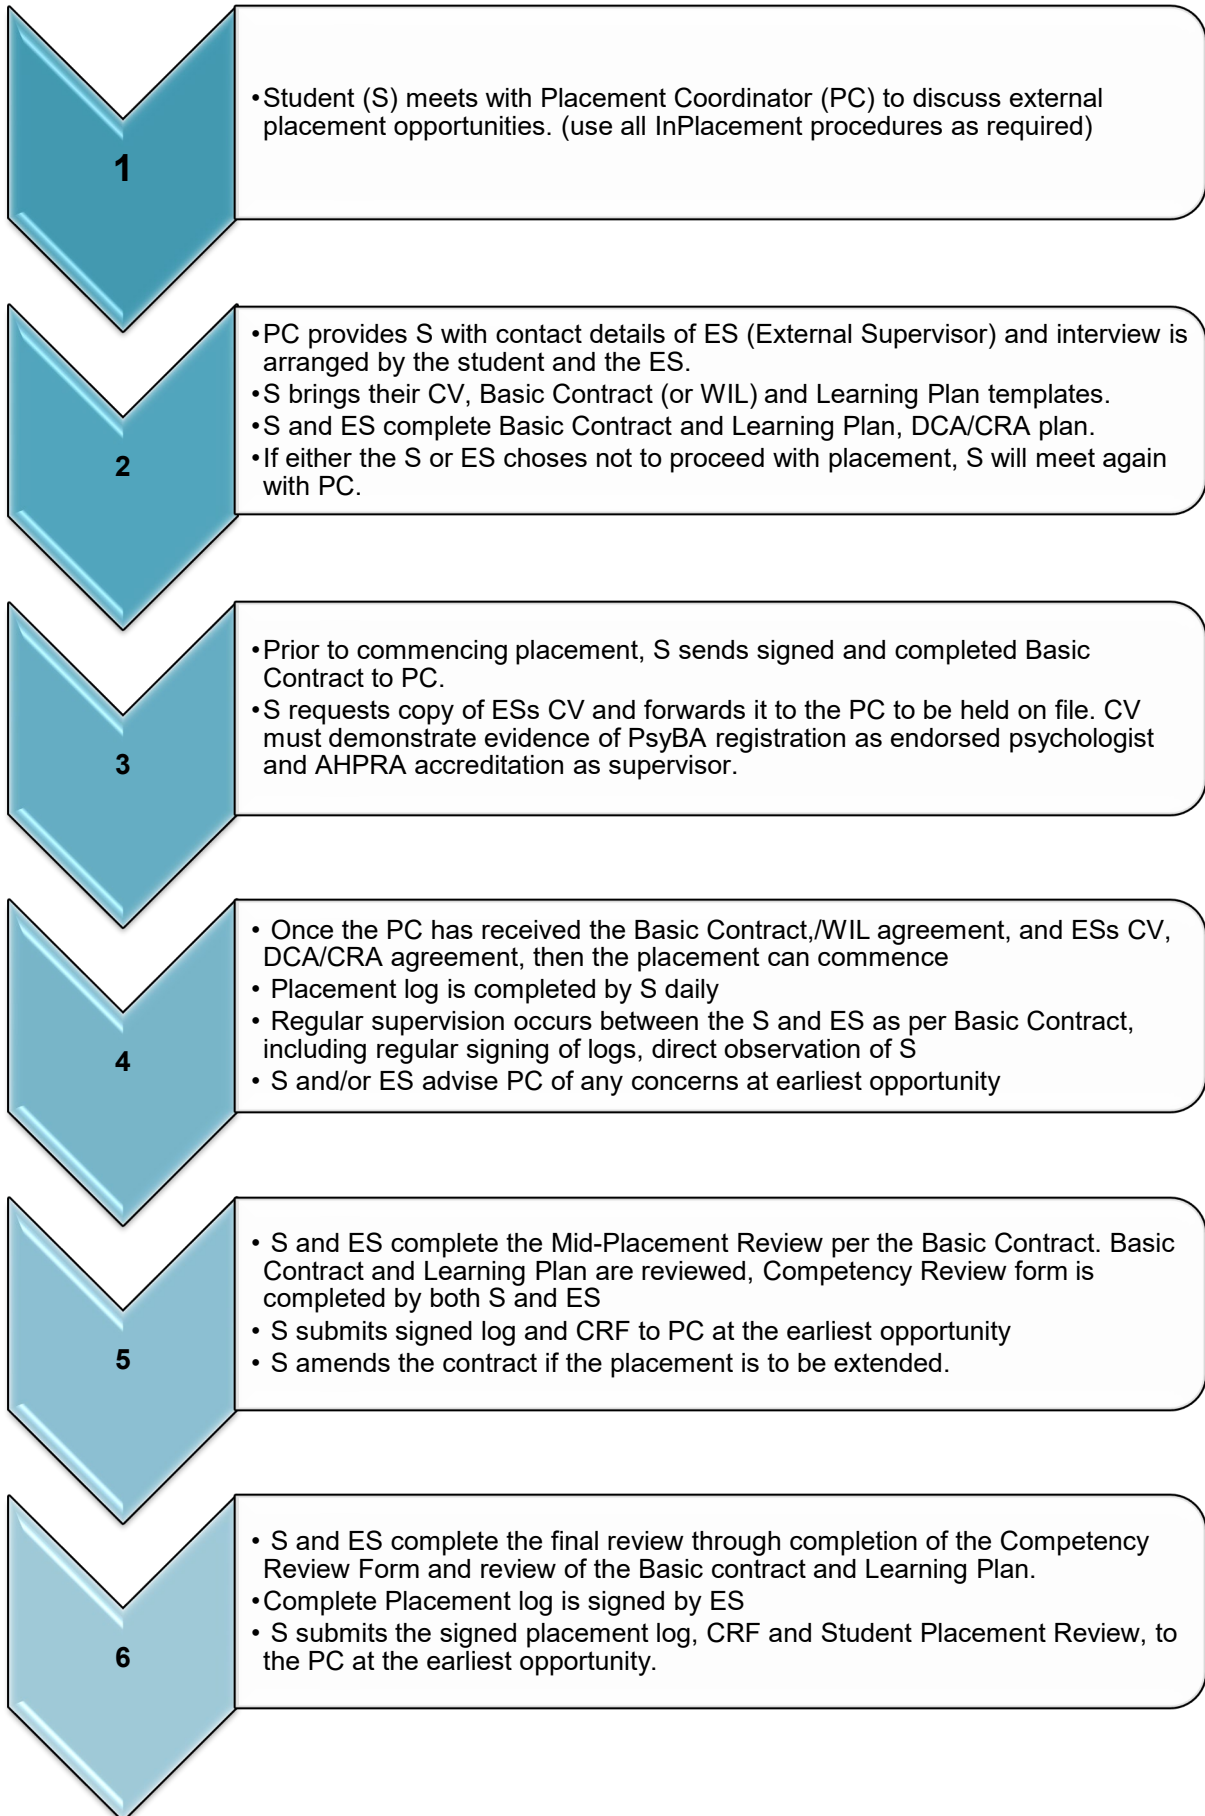 1
•Student (S) meets with Placement Coordinator (PC) to discuss external
placement opportunities. (use all InPlacement procedures as required)
2
•PC provides S with contact details of ES (External Supervisor) and interview is
arranged by the student and the ES.
•S brings their CV, Basic Contract (or WIL) and Learning Plan templates.
•S and ES complete Basic Contract and Learning Plan, DCA/CRA plan.
•If either the S or ES choses not to proceed with placement, S will meet again
with PC.
3
•Prior to commencing placement, S sends signed and completed Basic
Contract to PC.
•S requests copy of ESs CV and forwards it to the PC to be held on file. CV
must demonstrate evidence of PsyBA registration as endorsed psychologist
and AHPRA accreditation as supervisor.
4
• Once the PC has received the Basic Contract,/WIL agreement, and ESs CV,
DCA/CRA agreement, then the placement can commence
• Placement log is completed by S daily
• Regular supervision occurs between the S and ES as per Basic Contract,
including regular signing of logs, direct observation of S
• S and/or ES advise PC of any concerns at earliest opportunity
5
• S and ES complete the Mid-Placement Review per the Basic Contract. Basic
Contract and Learning Plan are reviewed, Competency Review form is
completed by both S and ES
• S submits signed log and CRF to PC at the earliest opportunity
• S amends the contract if the placement is to be extended.
6
• S and ES complete the final review through completion of the Competency
Review Form and review of the Basic contract and Learning Plan.
•Complete Placement log is signed by ES
• S submits the signed placement log, CRF and Student Placement Review, to
the PC at the earliest opportunity.